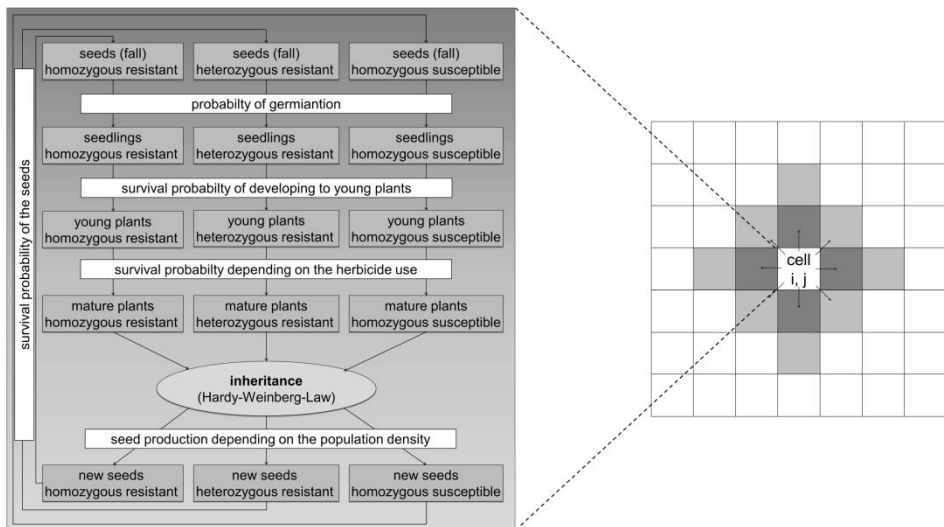 seeds (fall)
homozygous resistant
seeds (fall)
heterozygous resistant
seeds (fall)
homozygous susceptible
probabilty of germiantion
seedlings
homozygous resistant
seedlings
heterozygous resistant
seedlings
homozygous susceptible
survival probabilty of developing to young plants
young plants
homozygous resistant
young plants
heterozygous resistant
young plants
homozygous susceptible
survival probabilty depending on the herbicide use
mature plants
homozygous resistant
mature plants
heterozygous resistant
mature plants
homozygous susceptible
inheritance
(Hardy-Weinberg-Law)
seed production depending on the population density
new seeds
homozygous resistant
new seeds
heterozygous resistant
new seeds
homozygous susceptible
survival probability of the seeds
cell
i, j